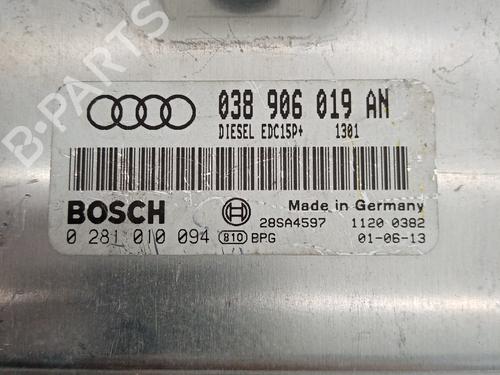 038 906 019 AN
DIESEL EDC15P+ 1301
BOSCH
Made in Germany
28SA4597 1120 0382
0 281 010 094 810 BPG 01-06-13
B-PARTS